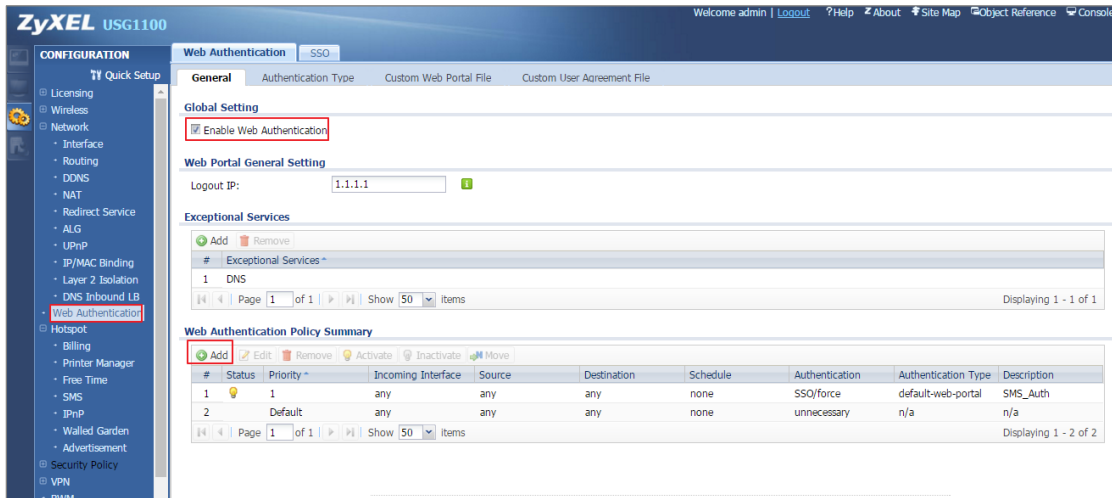 Welcome admin | Logout ?Help Z About Site Map Object Reference Console
ZyXEL USG1100
CONFIGURATION
Quick Setup
Licensing
Wireless
Network
Interface
Routing
DDNS
NAT
Redirect Service
ALG
UPnP
IP/MAC Binding
Layer 2 Isolation
DNS Inbound LB
Web Authentication
Hotspot
Billing
Printer Manager
Free Time
SMS
IPnP
Walled Garden
Advertisement
Security Policy
VPN
BWM
Web Authentication SSO
General Authentication Type Custom Web Portal File Custom User Agreement File
Global Setting
Enable Web Authentication
Web Portal General Setting
Logout IP: 1.1.1.1
Exceptional Services
Add Remove
# Exceptional Services
1 DNS
Page 1 of 1 Show 50 items Displaying 1 - 1 of 1
Web Authentication Policy Summary
Add Edit Remove Activate Inactivate Move
# Status Priority Incoming Interface Source Destination Schedule Authentication Authentication Type Description
1 1 any any any none SSO/force default-web-portal SMS_Auth
2 Default any any any none unnecessary n/a n/a
Page 1 of 1 Show 50 items Displaying 1 - 2 of 2